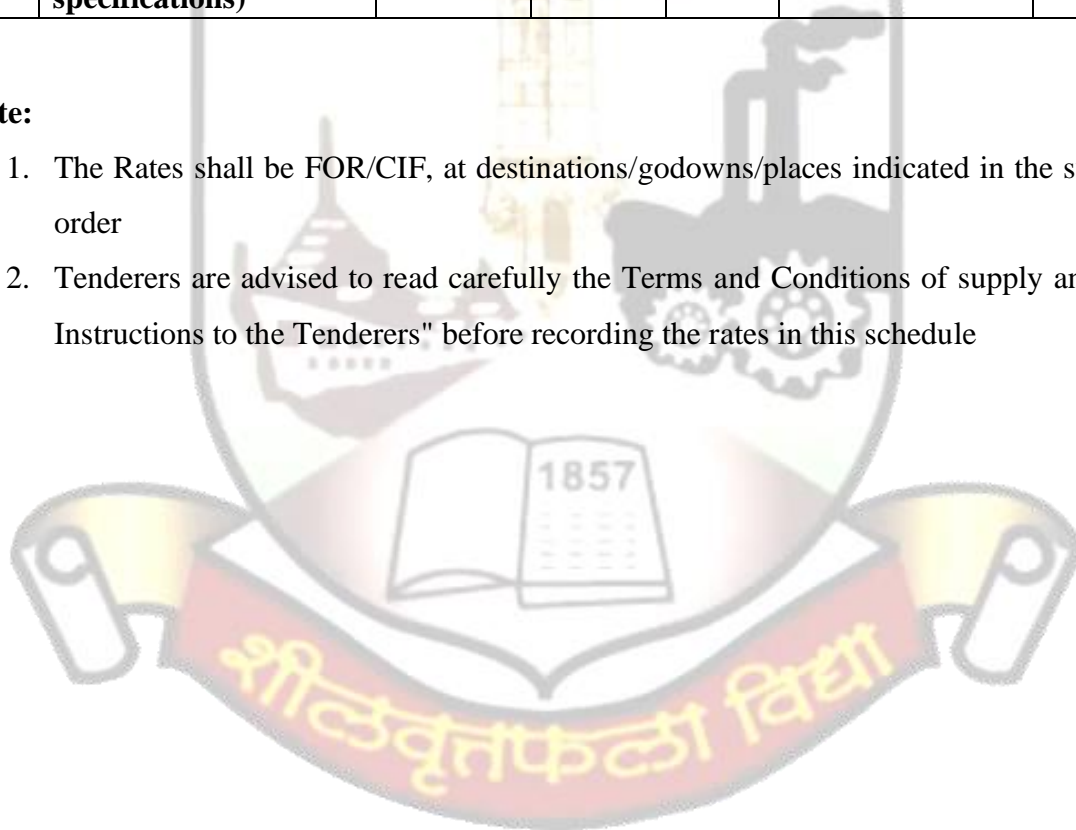 specifications)
te:
1. The Rates shall be FOR/CIF, at destinations/godowns/places indicated in the s
order
2. Tenderers are advised to read carefully the Terms and Conditions of supply an
Instructions to the Tenderers" before recording the rates in this schedule
1857
शीलवृतफला विद्या